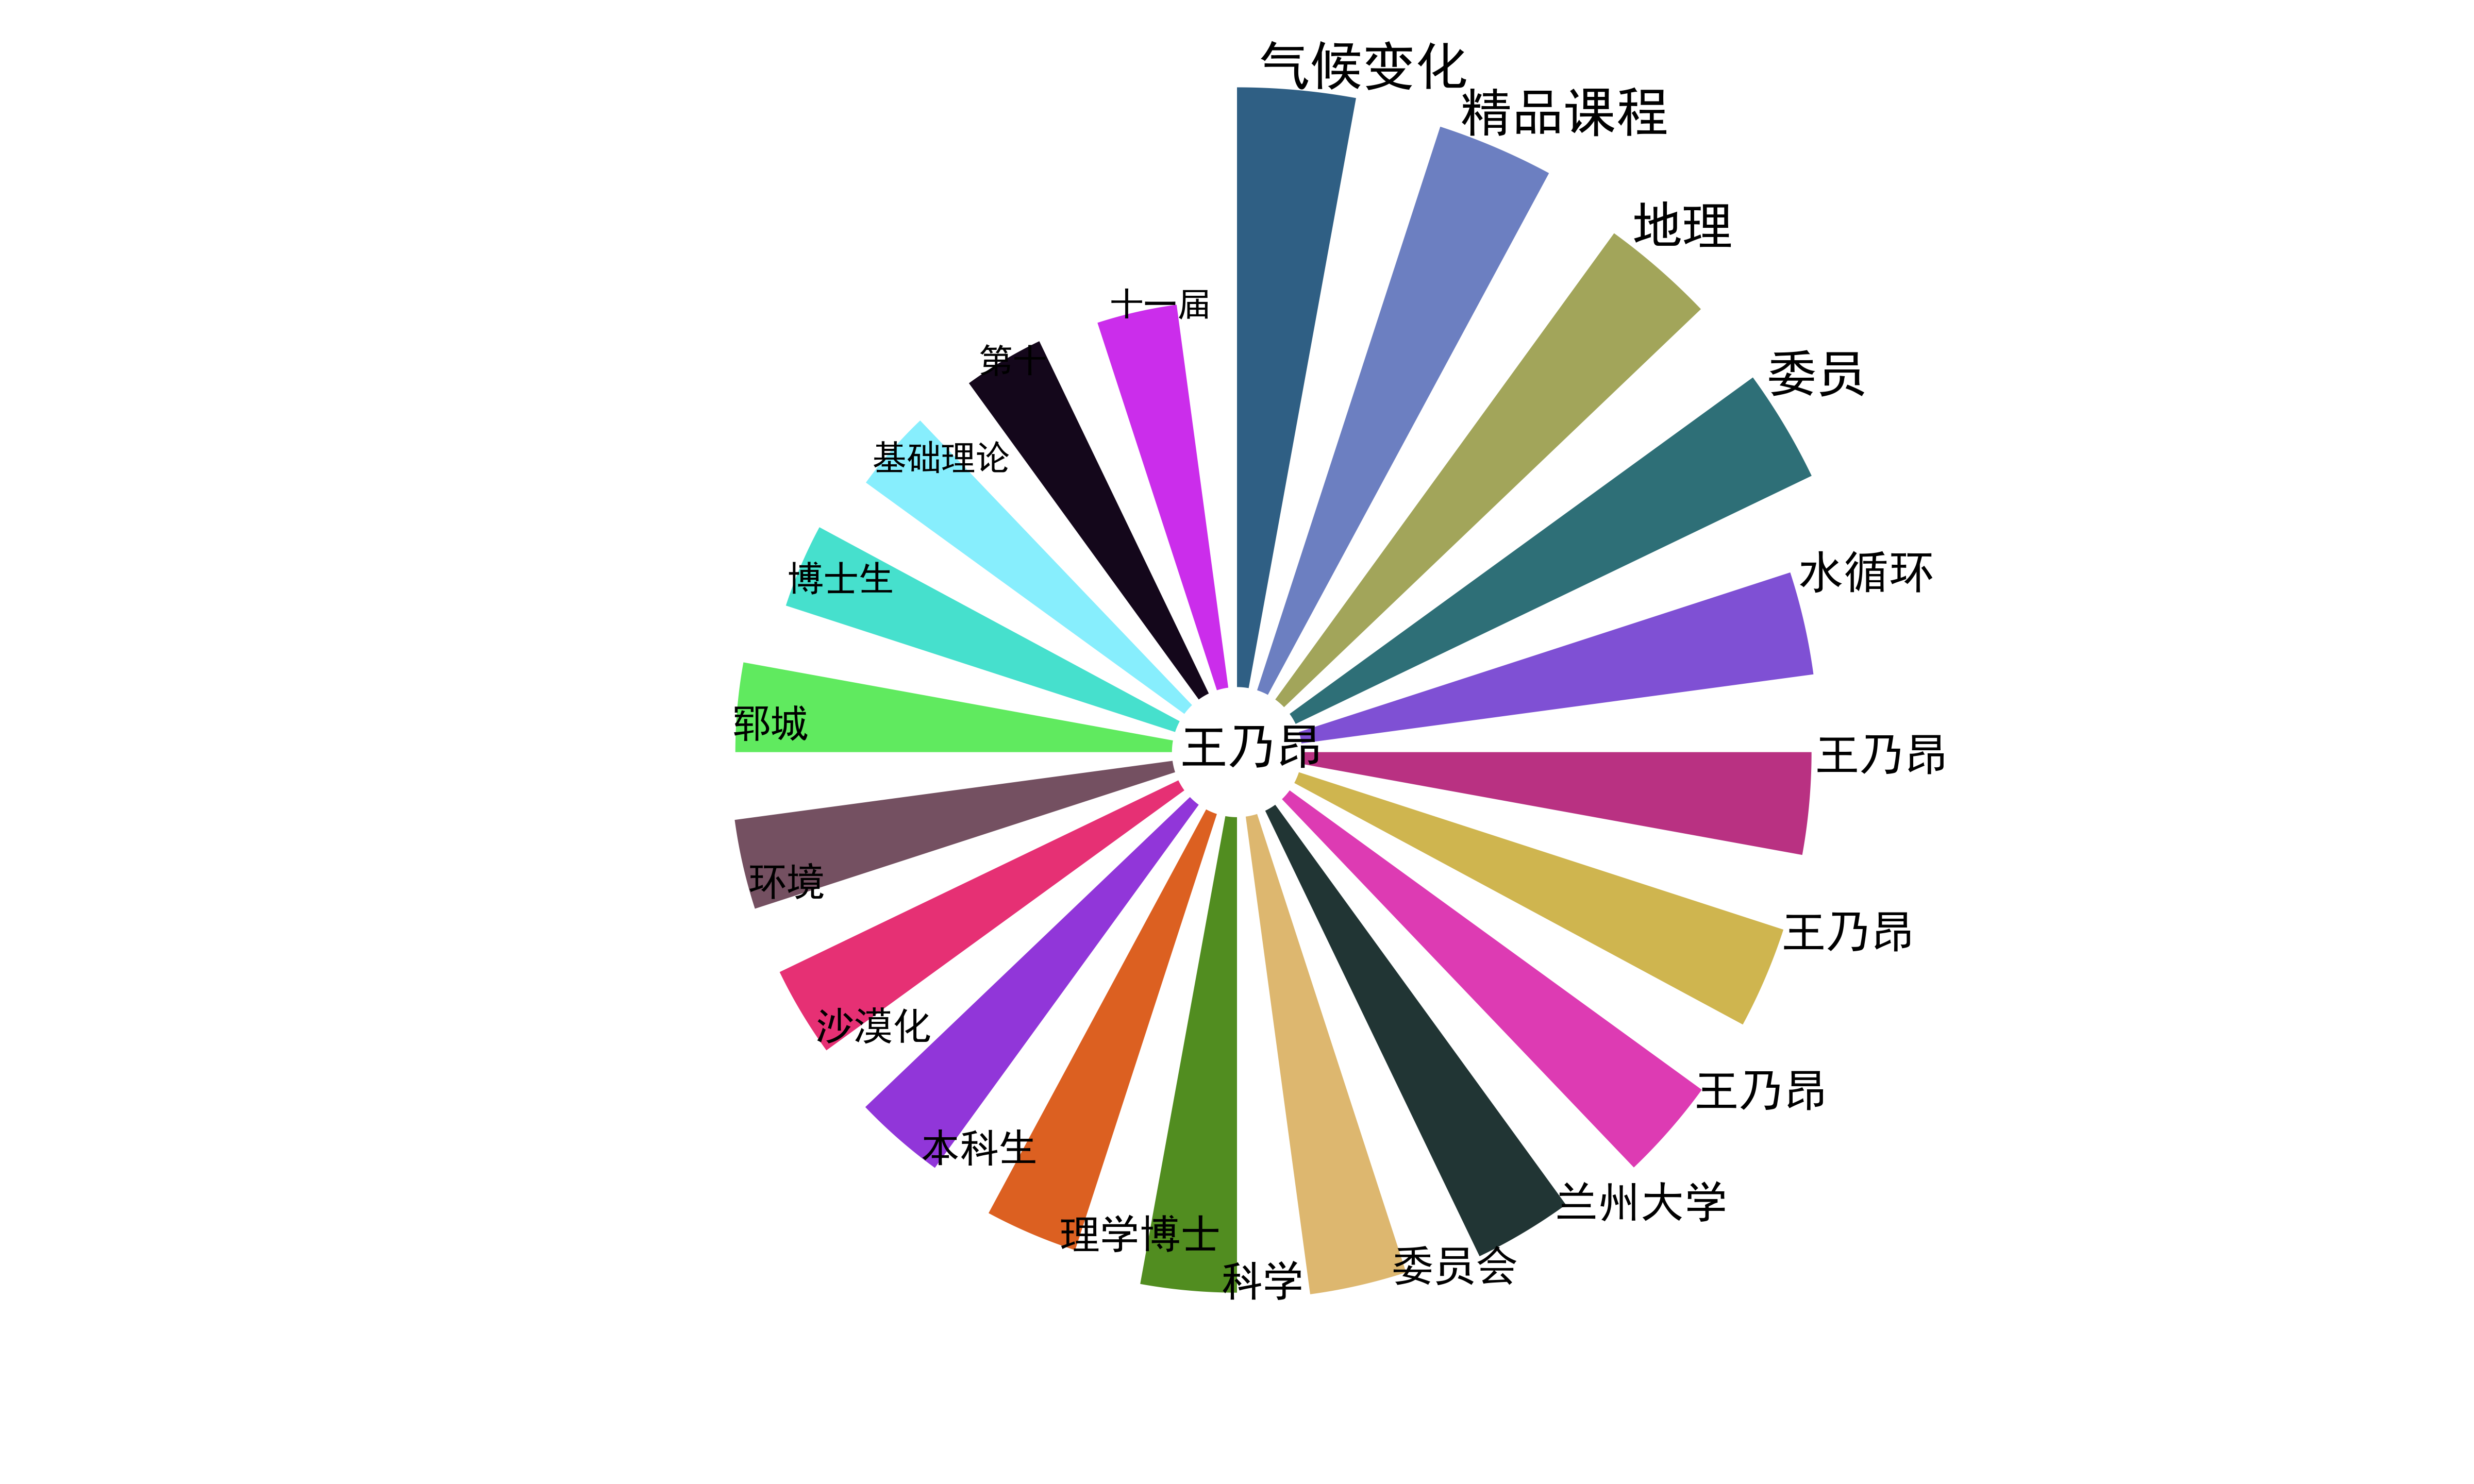 气候变化
精品课程
地理
委员
水循环
王乃昂
王乃昂
王乃昂
兰州大学
委员会
科学
理学博士
本科生
沙漠化
环境
郓城
博士生
基础理论
第十
十一届
王乃昂